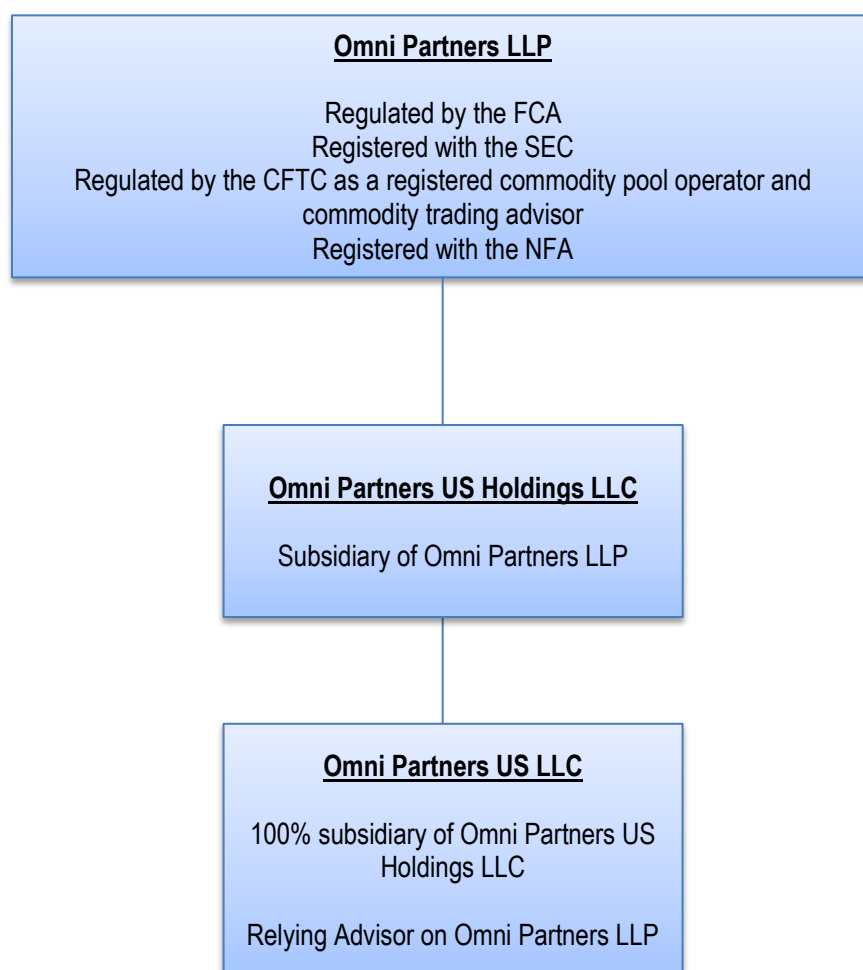 Omni Partners LLP
Regulated by the FCA
Registered with the SEC
Regulated by the CFTC as a registered commodity pool operator and
commodity trading advisor
Registered with the NFA
Omni Partners US Holdings LLC
Subsidiary of Omni Partners LLP
Omni Partners US LLC
100% subsidiary of Omni Partners US
Holdings LLC
Relying Advisor on Omni Partners LLP